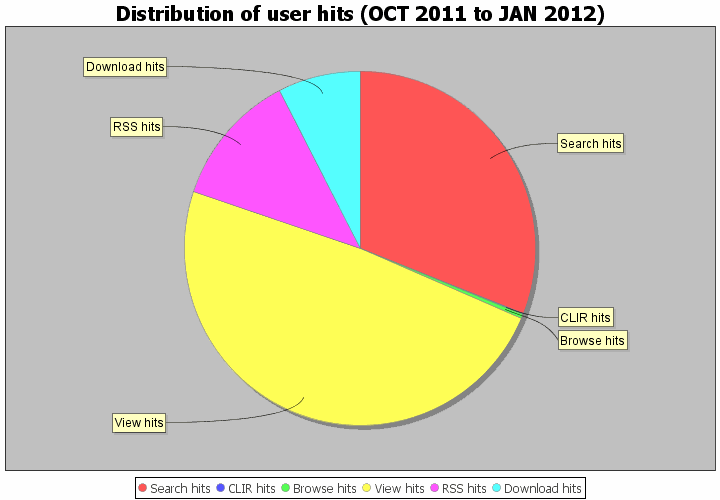 Distribution of user hits (OCT 2011 to JAN 2012)
Download hits
RSS hits
Search hits
CLIR hits
Browse hits
View hits
Search hits CLIR hits Browse hits View hits RSS hits Download hits